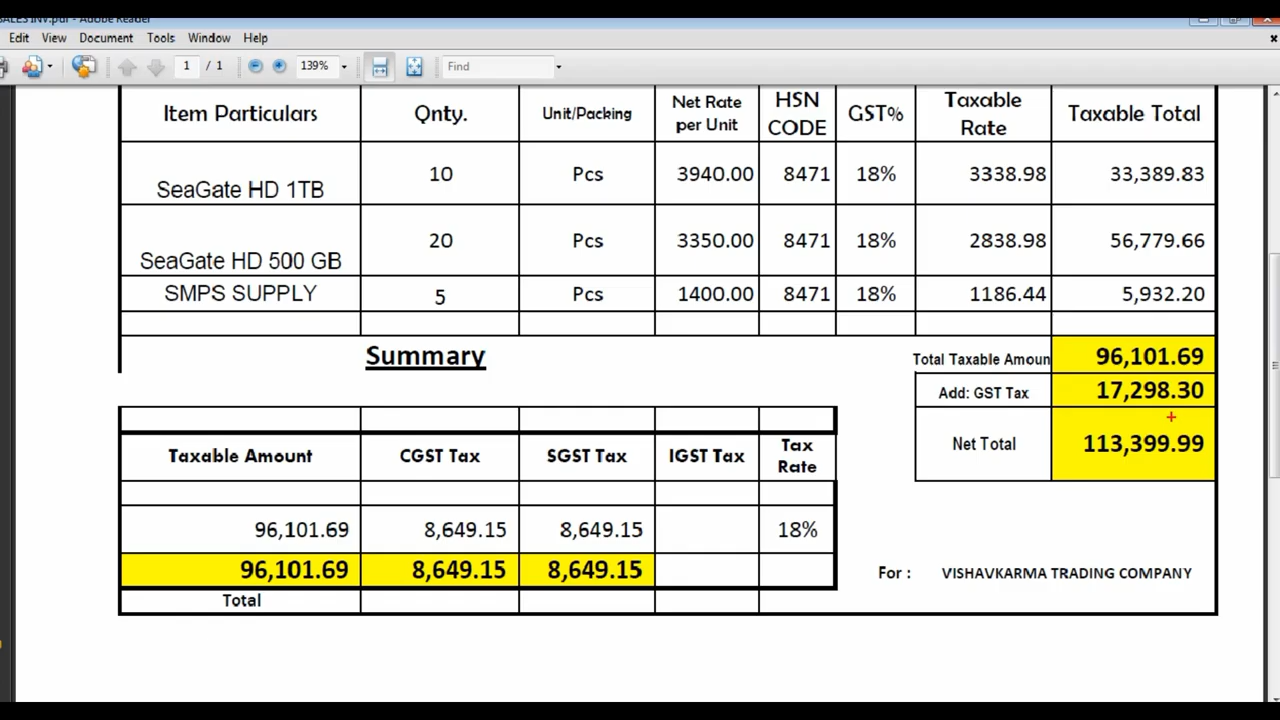 SALES INV.pdf - Adobe Reader
Edit View Document Tools Window Help
1 / 1 139% Find
Item Particulars Qnty. Unit/Packing Net Rate per Unit HSN CODE GST% Taxable Rate Taxable Total
SeaGate HD 1TB 10 Pcs 3940.00 8471 18% 3338.98 33,389.83
SeaGate HD 500 GB 20 Pcs 3350.00 8471 18% 2838.98 56,779.66
SMPS SUPPLY 5 Pcs 1400.00 8471 18% 1186.44 5,932.20
Summary
Total Taxable Amoun 96,101.69
Add: GST Tax 17,298.30
Net Total 113,399.99
Taxable Amount CGST Tax SGST Tax IGST Tax Tax Rate
96,101.69 8,649.15 8,649.15 18%
96,101.69 8,649.15 8,649.15
For : VISHAVKARMA TRADING COMPANY
Total